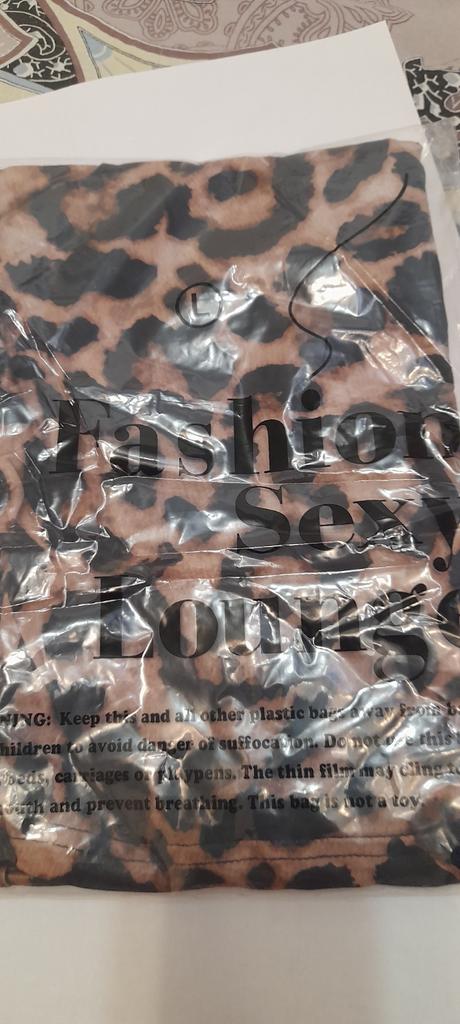 L
Fashion
Sexy
Lounge
NING: Keep this and all other plastic bags away from b
hildren to avoid danger of suffocation. Do not use this
beds, carriages or playpens. The thin film may cling to
outh and prevent breathing. This bag is not a toy.